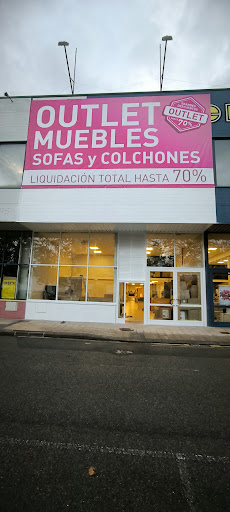 OUTLET
MUEBLES
SOFAS y COLCHONES
LIQUIDACIÓN TOTAL HASTA 70%
OUTLET
70%